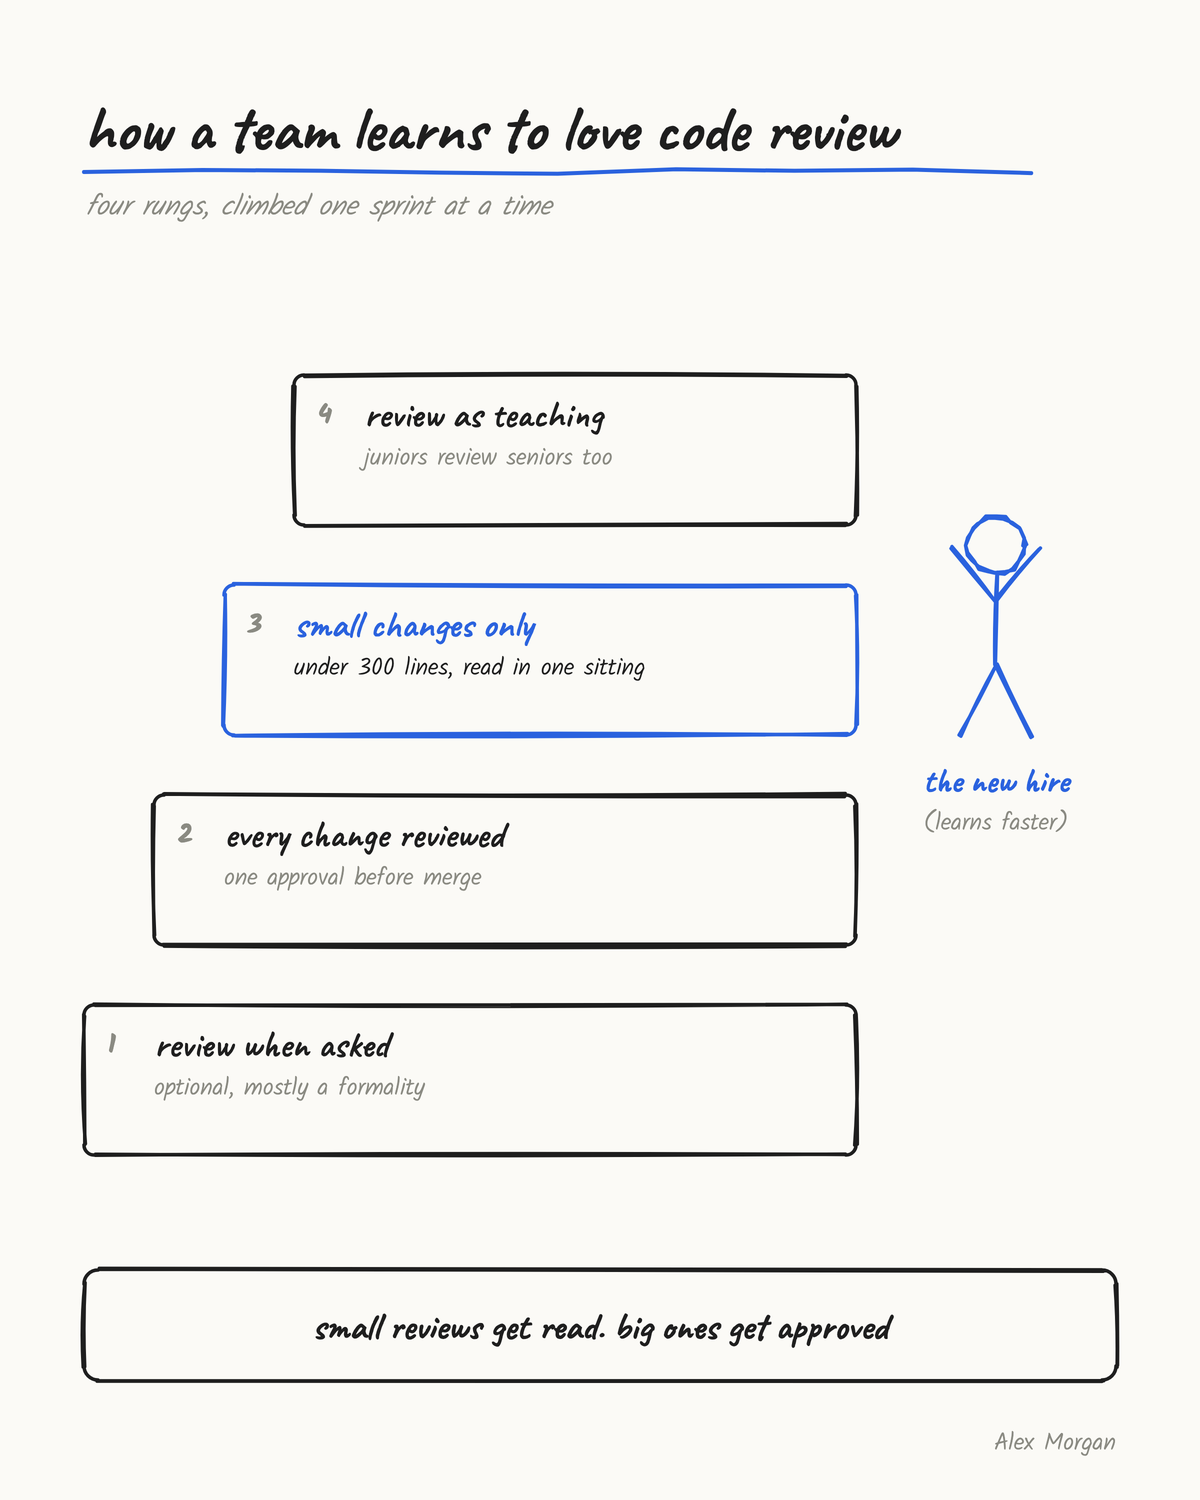 how a team learns to love code review
four rungs, climbed one sprint at a time
4
review as teaching
juniors review seniors too
3
small changes only
under 300 lines, read in one sitting
the new hire
(learns faster)
2
every change reviewed
one approval before merge
1
review when asked
optional, mostly a formality
small reviews get read. big ones get approved
Alex Morgan